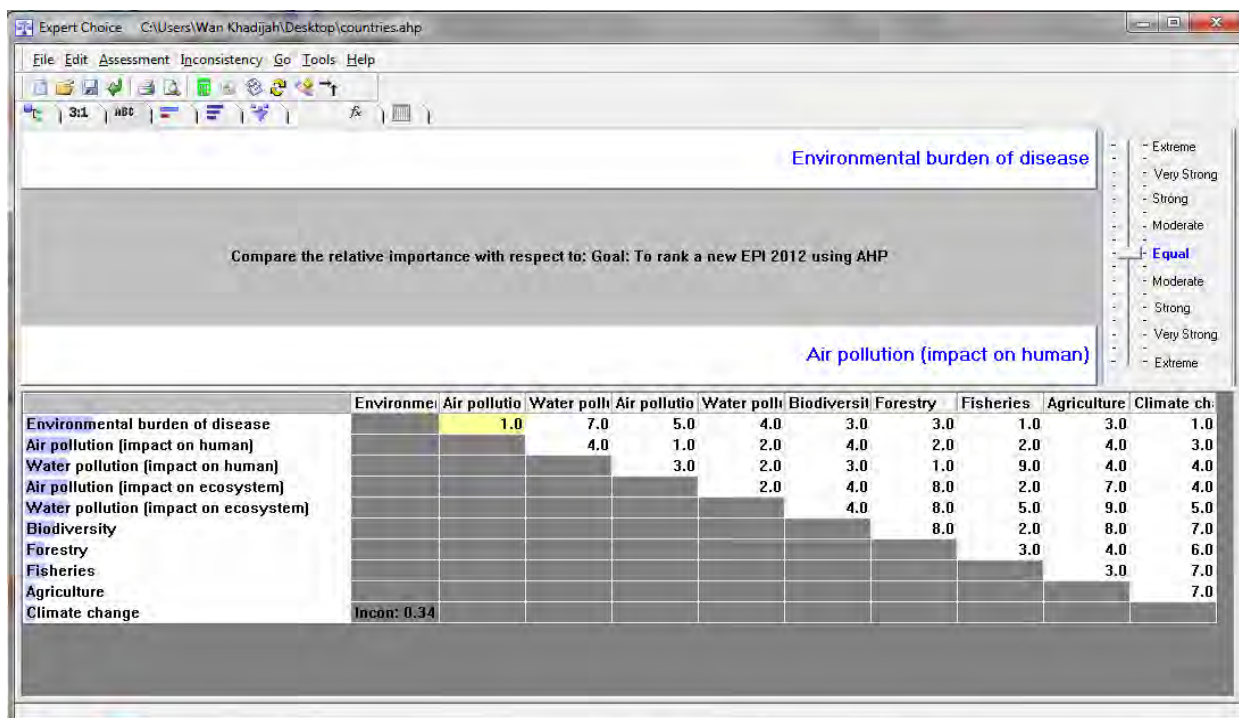 Expert Choice C:\Users\Wan Khadijah\Desktop\countries.ahp
File Edit Assessment Inconsistency Go Tools Help
3:1 ABC fx
Environmental burden of disease
Compare the relative importance with respect to: Goal: To rank a new EPI 2012 using AHP
Air pollution (impact on human)
Extreme
Very Strong
Strong
Moderate
Equal
Moderate
Strong
Very Strong
Extreme
Environme Air pollutio Water pollu Air pollutio Water pollu Biodiversit Forestry Fisheries Agriculture Climate ch
Environmental burden of disease 1.0 7.0 5.0 4.0 3.0 3.0 1.0 3.0 1.0
Air pollution (impact on human) 4.0 1.0 2.0 4.0 2.0 2.0 4.0 3.0
Water pollution (impact on human) 3.0 2.0 3.0 1.0 9.0 4.0 4.0
Air pollution (impact on ecosystem) 2.0 4.0 8.0 2.0 7.0 4.0
Water pollution (impact on ecosystem) 4.0 8.0 5.0 9.0 5.0
Biodiversity 8.0 2.0 8.0 7.0
Forestry 3.0 4.0 6.0
Fisheries 3.0 7.0
Agriculture 7.0
Climate change Incon: 0.34